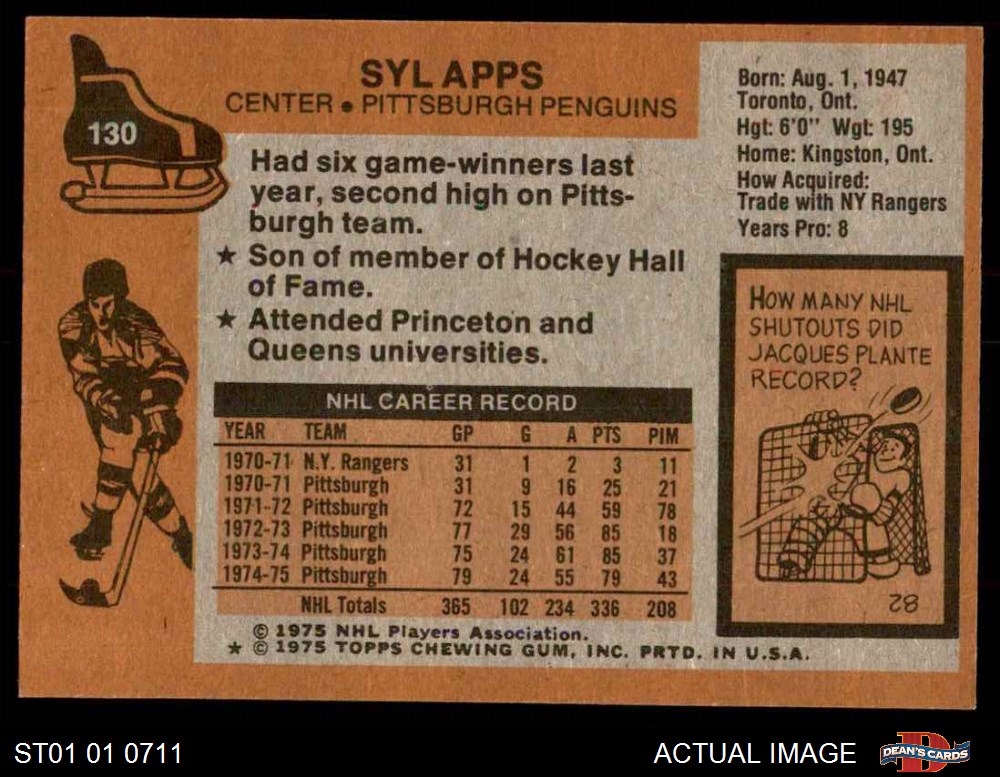 130
SYL APPS
CENTER • PITTSBURGH PENGUINS
Had six game-winners last
year, second high on Pitts-
burgh team.
★ Son of member of Hockey Hall
of Fame.
★ Attended Princeton and
Queens universities.
Born: Aug. 1, 1947
Toronto, Ont.
Hgt: 6'0" Wgt: 195
Home: Kingston, Ont.
How Acquired:
Trade with NY Rangers
Years Pro: 8
HOW MANY NHL
SHUTOUTS DID
JACQUES PLANTE
RECORD?
28
NHL CAREER RECORD
YEAR TEAM GP G A PTS PIM
1970-71 N.Y. Rangers 31 1 2 3 11
1970-71 Pittsburgh 31 9 16 25 21
1971-72 Pittsburgh 72 15 44 59 78
1972-73 Pittsburgh 77 29 56 85 18
1973-74 Pittsburgh 75 24 61 85 37
1974-75 Pittsburgh 79 24 55 79 43
NHL Totals 365 102 234 336 208
© 1975 NHL Players Association.
★ © 1975 TOPPS CHEWING GUM, INC. PRTD. IN U.S.A.
ST01 01 0711
ACTUAL IMAGE
D
DEAN'S CARDS